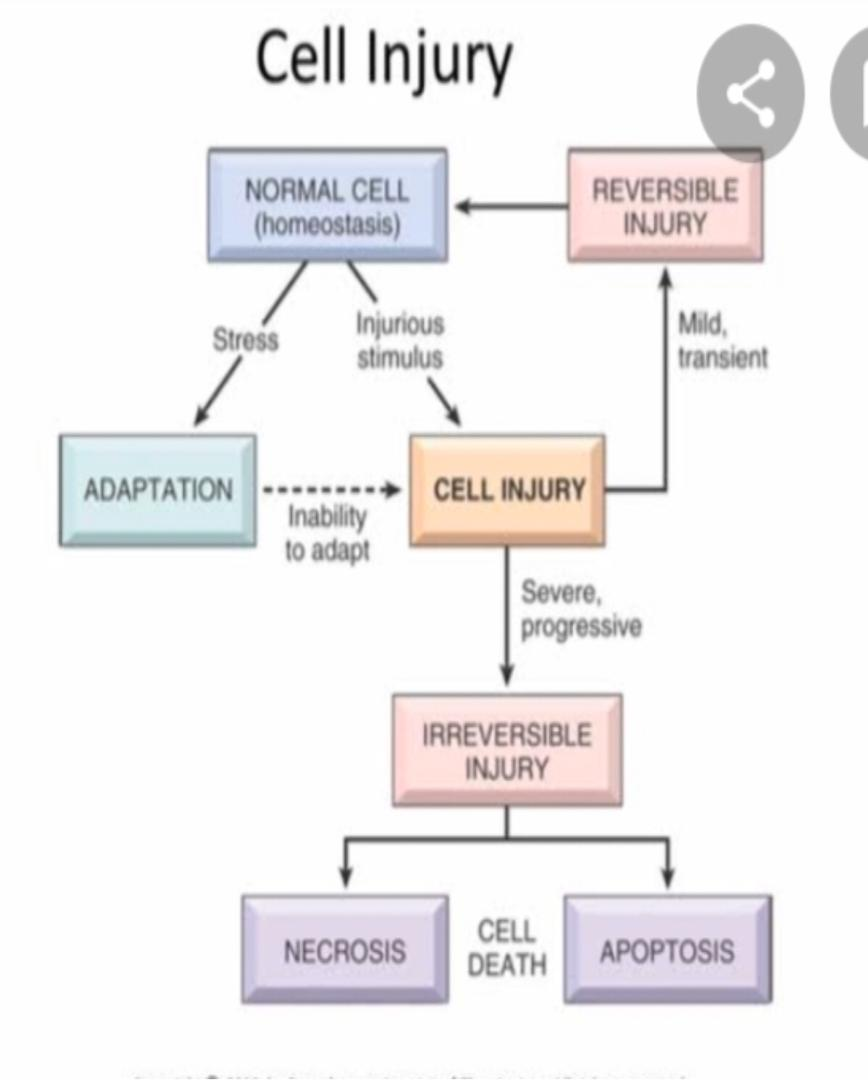 Cell Injury
NORMAL CELL
(homeostasis)
REVERSIBLE
INJURY
Stress
Injurious
stimulus
Mild,
transient
ADAPTATION
Inability
to adapt
CELL INJURY
Severe,
progressive
IRREVERSIBLE
INJURY
NECROSIS
CELL
DEATH
APOPTOSIS